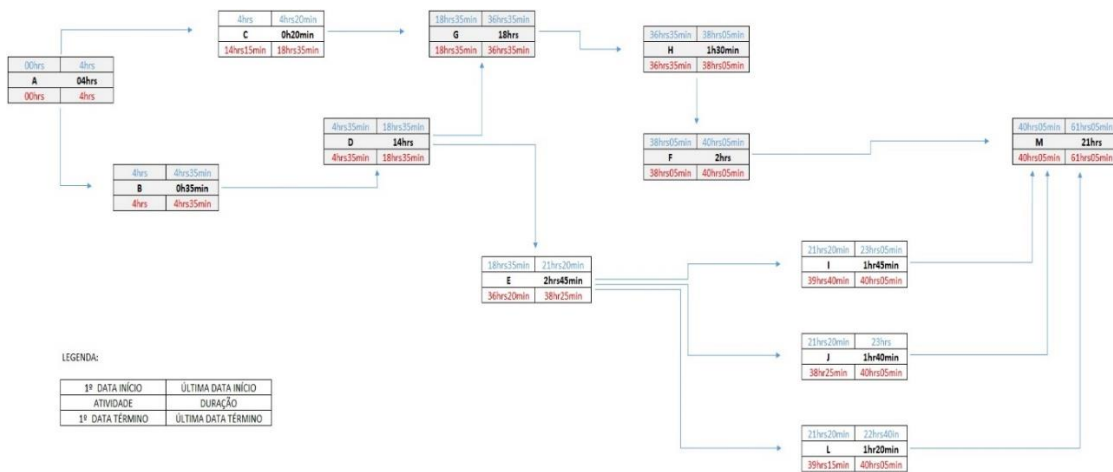 4hrs 4hrs20min
C 0h20min
14hrs15min 18hrs35min
18hrs35min 36hrs35min
G 18hrs
18hrs35min 36hrs35min
36hrs35min 38hrs05min
H 1h30min
36hrs35min 38hrs05min
00hrs 4hrs
A 04hrs
00hrs 4hrs
4hrs35min 18hrs35min
D 14hrs
4hrs35min 18hrs35min
38hrs05min 40hrs05min
F 2hrs
38hrs05min 40hrs05min
40hrs05min 61hrs05min
M 21hrs
40hrs05min 61hrs05min
4hrs 4hrs35min
B 0h35min
4hrs 4hrs35min
18hrs35min 21hrs20min
E 2hrs45min
36hrs20min 38hr25min
21hrs20min 23hrs05min
I 1hr45min
39hrs40min 40hrs05min
21hrs20min 23hrs
J 1hr40min
38hr25min 40hrs05min
21hrs20min 22hrs40in
L 1hr20min
39hrs15min 40hrs05min
LEGENDA:
1º DATA INÍCIO ÚLTIMA DATA INÍCIO
ATIVIDADE DURAÇÃO
1º DATA TÉRMINO ÚLTIMA DATA TÉRMINO